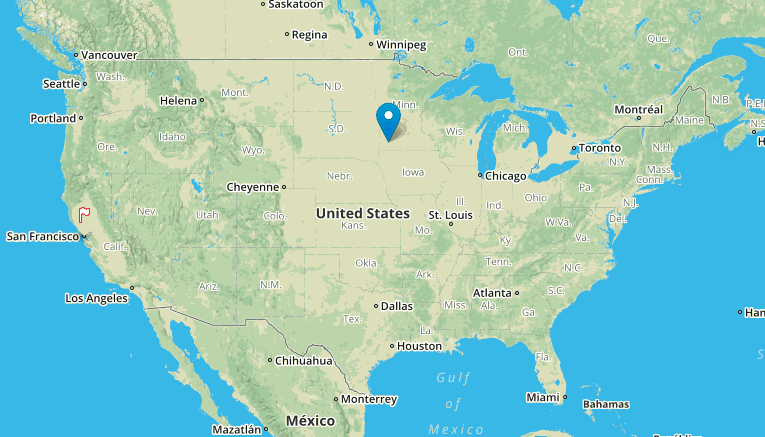 Saskatoon
Regina
Winnipeg
Ont.
Que.
Vancouver
Wash.
Seattle
Mont.
N.D.
Minn.
Helena
Portland
Montréal
N.B.
P.E.
Maine
N.S.
Ore.
Idaho
S.D.
Wis.
Mich.
Toronto
N.H.
H
Wyo.
N.Y.
Mass
Conn.
Cheyenne
Nebr.
Iowa
Chicago
Pa.
Nev.
Utah
Colo.
United States
Kans.
St. Louis
Ill.
Ind.
Ohio
N.J.
De.
San Francisco
Calif.
Mo.
Ky
W-Va.
Va.
Ariz.
N.M.
Okla.
Ark.
Tenn.
N.C.
Los Angeles
Dallas
Atlanta
S.C.
Tex.
Miss.
Ala.
Ga.
Ham
La.
Houston
Chihuahua
Fla.
Gulf
of
Mexico
Monterrey
Miami
Bahamas
México
Mazatlán